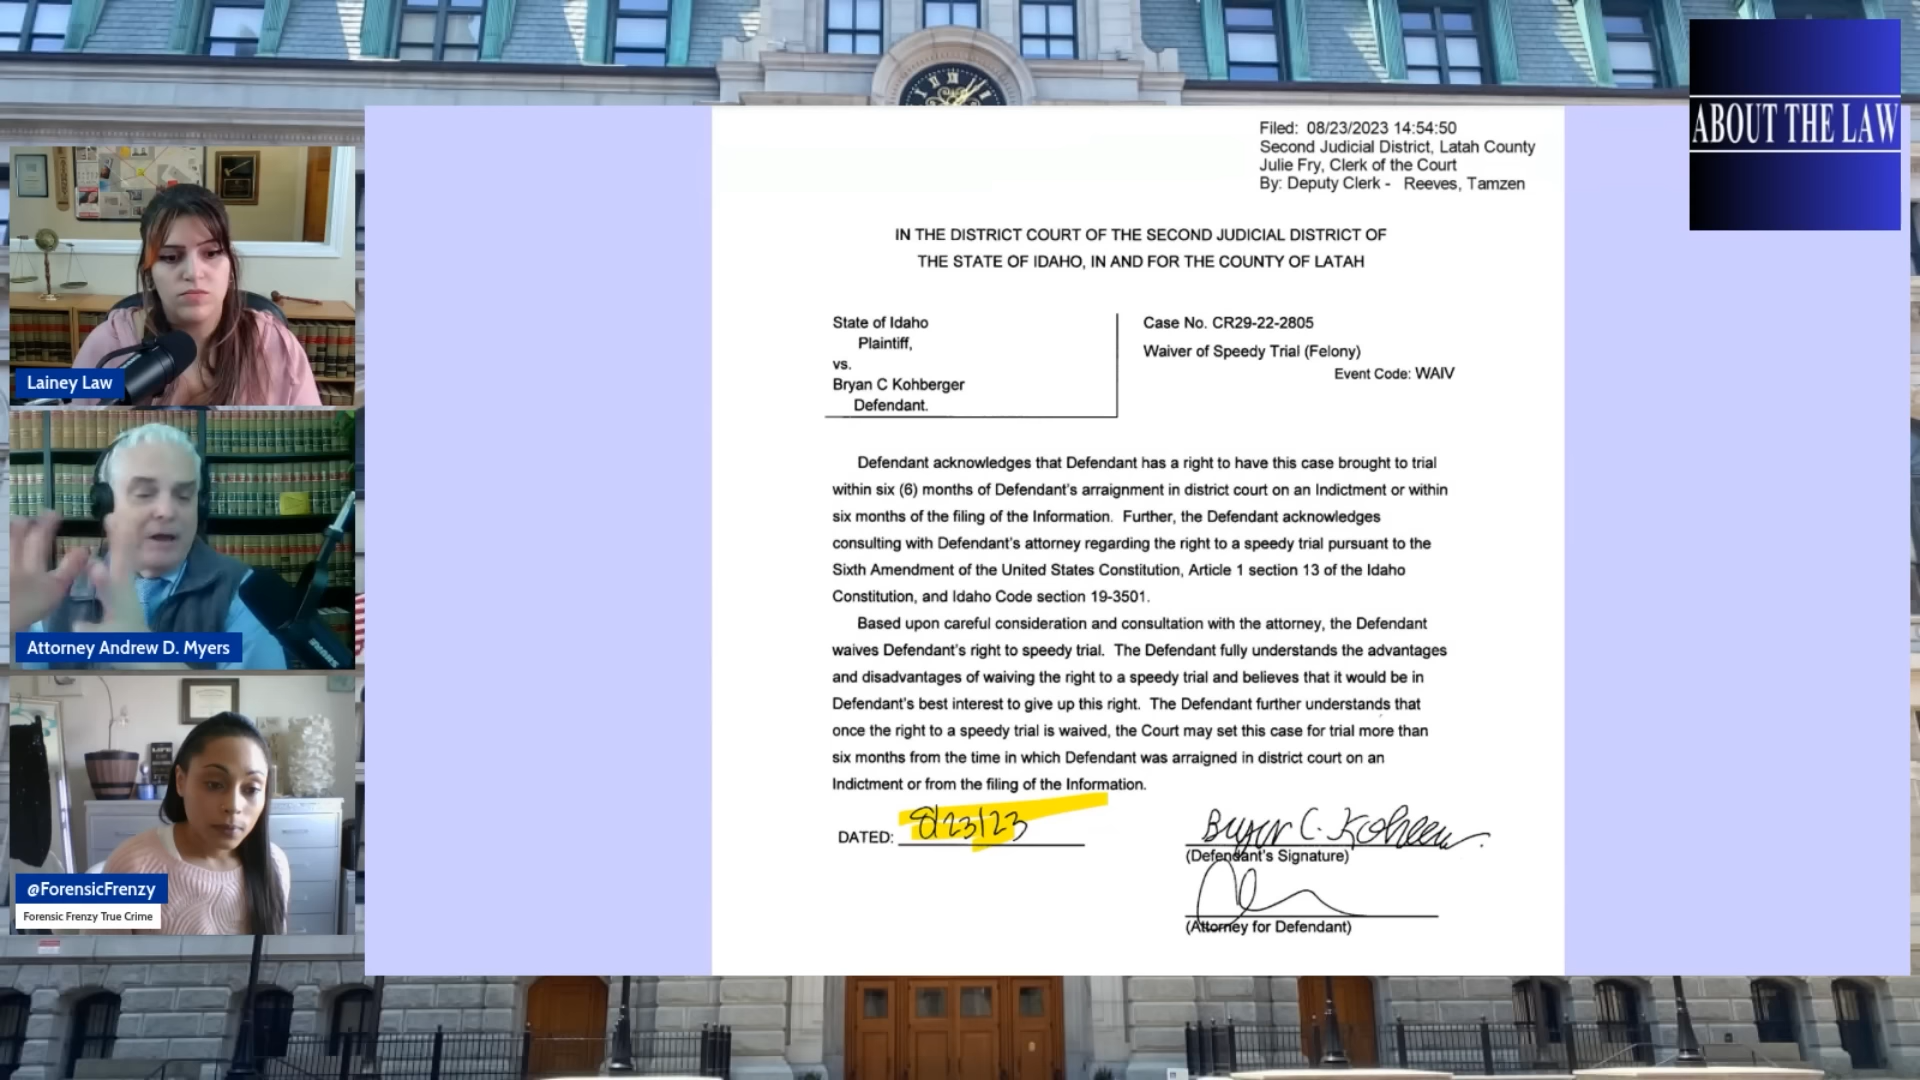 ABOUT THE LAW
Filed: 08/23/2023 14:54:50
Second Judicial District, Latah County
Julie Fry, Clerk of the Court
By: Deputy Clerk - Reeves, Tamzen
IN THE DISTRICT COURT OF THE SECOND JUDICIAL DISTRICT OF
THE STATE OF IDAHO, IN AND FOR THE COUNTY OF LATAH
State of Idaho
Plaintiff,
vs.
Bryan C Kohberger
Defendant.
Case No. CR29-22-2805
Waiver of Speedy Trial (Felony)
Event Code: WAIV
Defendant acknowledges that Defendant has a right to have this case brought to trial
within six (6) months of Defendant's arraignment in district court on an Indictment or within
six months of the filing of the Information. Further, the Defendant acknowledges
consulting with Defendant's attorney regarding the right to a speedy trial pursuant to the
Sixth Amendment of the United States Constitution, Article 1 section 13 of the Idaho
Constitution, and Idaho Code section 19-3501.
Based upon careful consideration and consultation with the attorney, the Defendant
waives Defendant's right to speedy trial. The Defendant fully understands the advantages
and disadvantages of waiving the right to a speedy trial and believes that it would be in
Defendant's best interest to give up this right. The Defendant further understands that
once the right to a speedy trial is waived, the Court may set this case for trial more than
six months from the time in which Defendant was arraigned in district court on an
Indictment or from the filing of the Information.
DATED: 8/23/23
(Defendant's Signature)
(Attorney for Defendant)
Lainey Law
Attorney Andrew D. Myers
@ForensicFrenzy
Forensic Frenzy True Crime